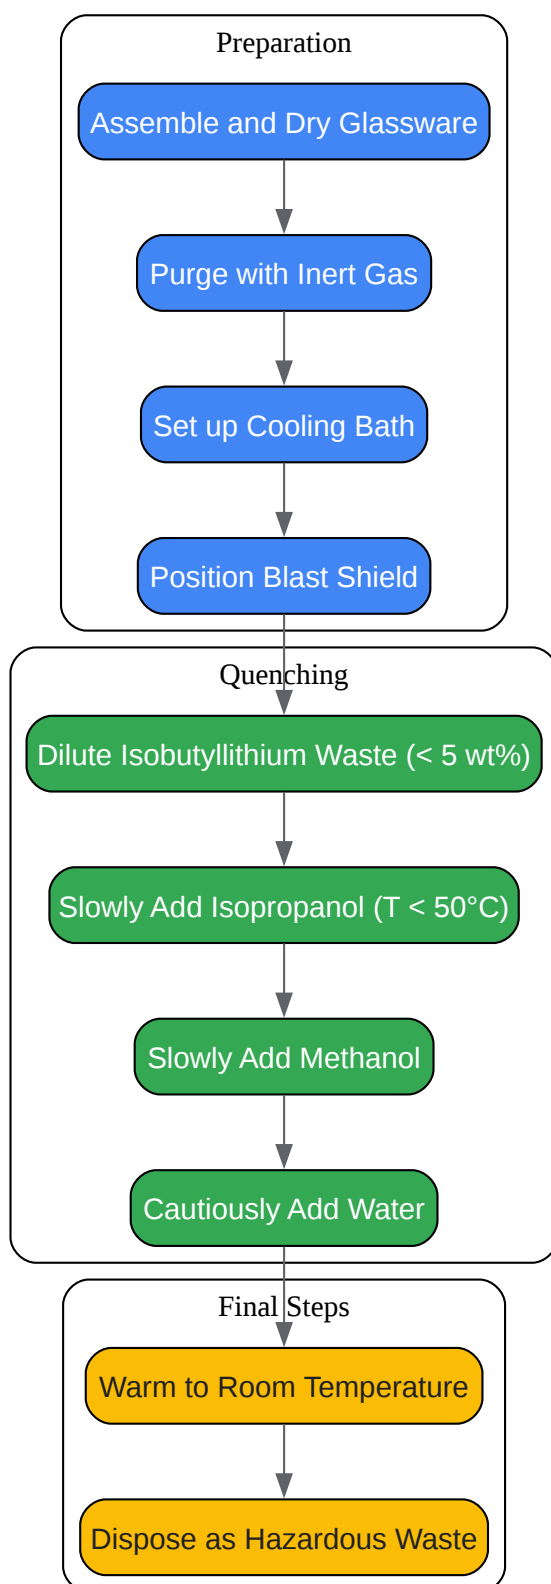 Preparation
Assemble and Dry Glassware
Purge with Inert Gas
Set up Cooling Bath
Position Blast Shield
Quenching
Dilute Isobutyllithium Waste (< 5 wt%)
Slowly Add Isopropanol (T < 50°C)
Slowly Add Methanol
Cautiously Add Water
Final Steps
Warm to Room Temperature
Dispose as Hazardous Waste